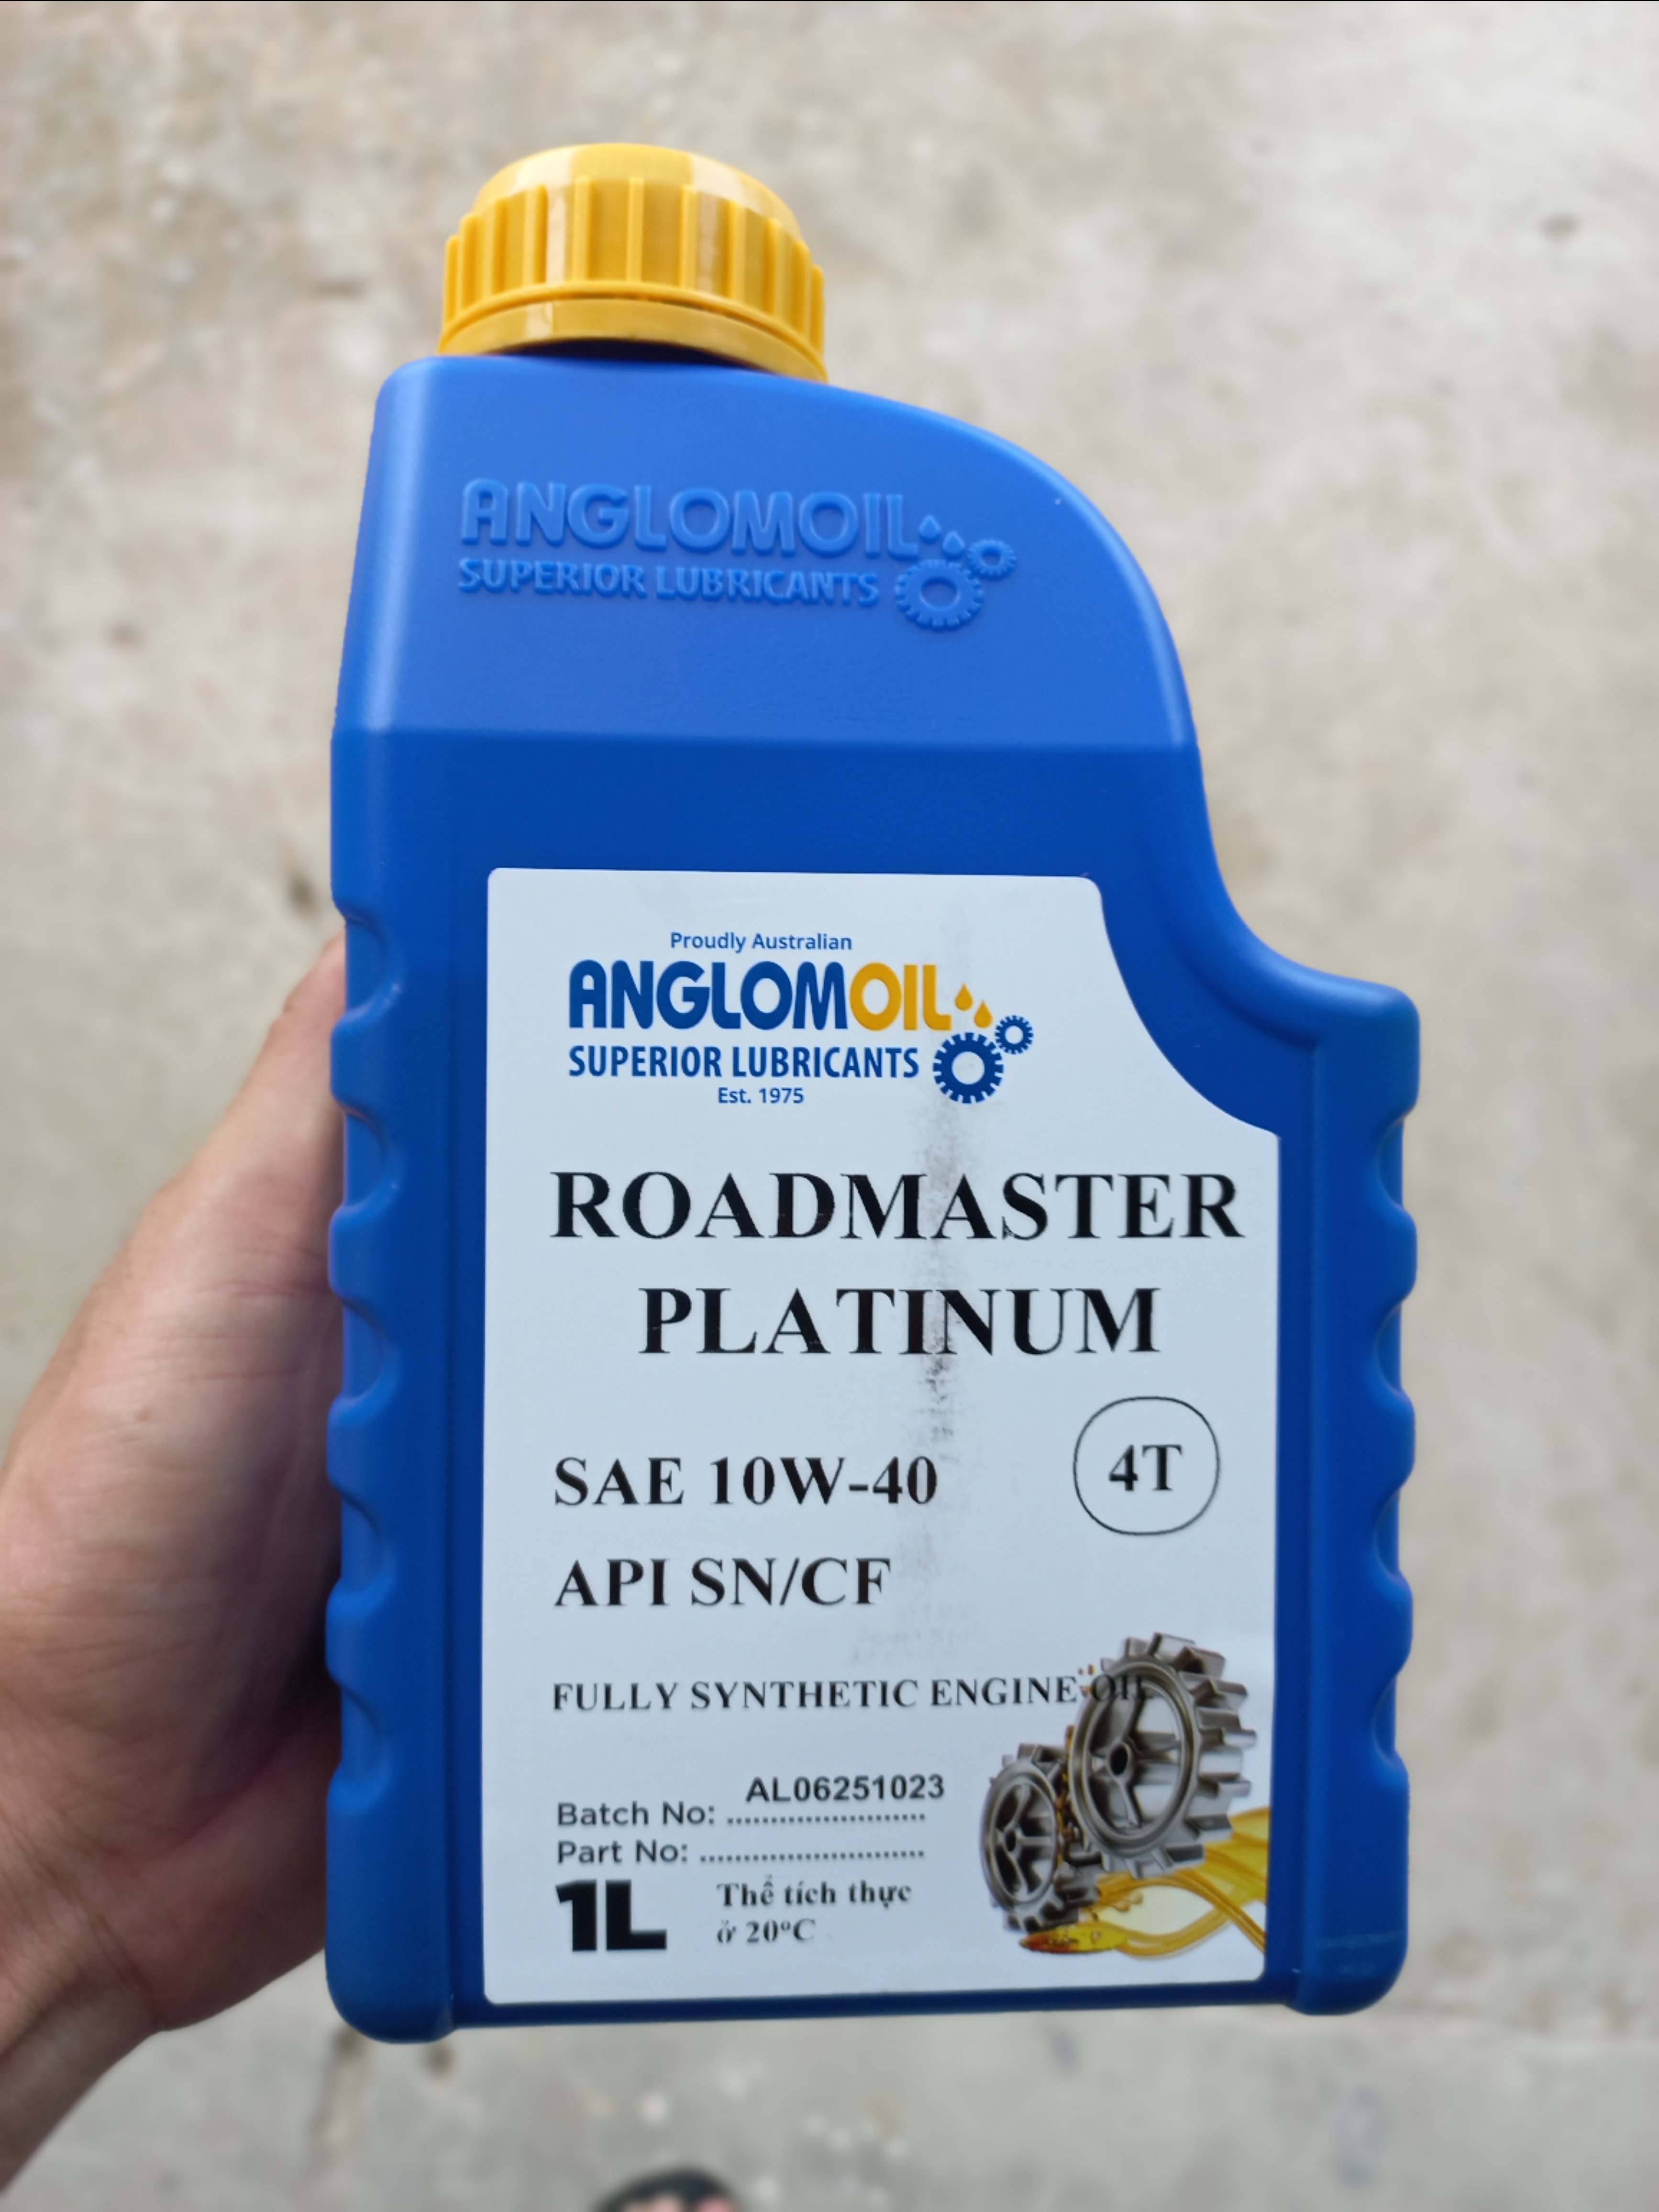 ANGLOMOIL
SUPERIOR LUBRICANTS
Proudly Australian
ANGLOMOIL
SUPERIOR LUBRICANTS
Est. 1975
ROADMASTER
PLATINUM
SAE 10W-40
4T
API SN/CF
FULLY SYNTHETIC ENGINE OIL
AL06251023
Batch No: ........................
Part No: ...........................
1L
Thể tích thực
ở 20°C